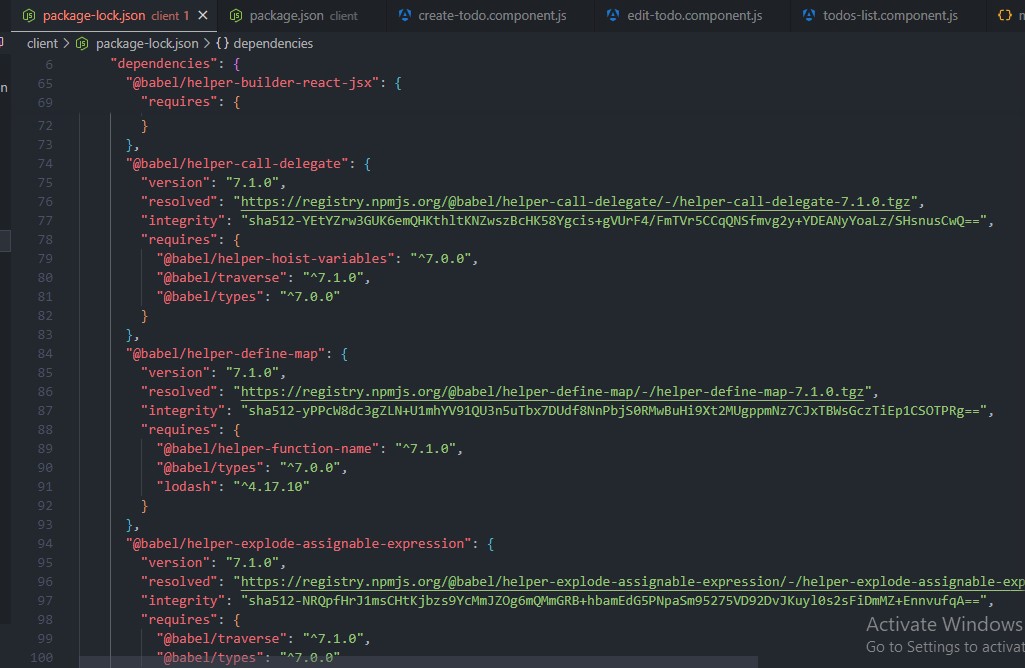 package-lock.json client 1
package.json client
create-todo.component.js
edit-todo.component.js
todos-list.component.js
client > package-lock.json > {} dependencies
6 "dependencies": {
65 "@babel/helper-builder-react-jsx": {
69 "requires": {
72 }
73 },
74 "@babel/helper-call-delegate": {
75 "version": "7.1.0",
76 "resolved": "https://registry.npmjs.org/@babel/helper-call-delegate/-/helper-call-delegate-7.1.0.tgz",
77 "integrity": "sha512-YEtYZrw3GUK6emQHKthltKNZwszBcHK58Ygcis+gVUrF4/FmTVr5CCqQNSfmvg2y+YDEANyYoaLz/SHsnusCwQ==",
78 "requires": {
79 "@babel/helper-hoist-variables": "^7.0.0",
80 "@babel/traverse": "^7.1.0",
81 "@babel/types": "^7.0.0"
82 }
83 },
84 "@babel/helper-define-map": {
85 "version": "7.1.0",
86 "resolved": "https://registry.npmjs.org/@babel/helper-define-map/-/helper-define-map-7.1.0.tgz",
87 "integrity": "sha512-yPPcW8dc3gZLN+U1mhYV91QU3n5uTbx7DUdf8NnPbjS0RMwBuHi9Xt2MUgppmNz7CJxTBWsGczTiEp1CSOTPRg==",
88 "requires": {
89 "@babel/helper-function-name": "^7.1.0",
90 "@babel/types": "^7.0.0",
91 "lodash": "^4.17.10"
92 }
93 },
94 "@babel/helper-explode-assignable-expression": {
95 "version": "7.1.0",
96 "resolved": "https://registry.npmjs.org/@babel/helper-explode-assignable-expression/-/helper-explode-assignable-exp
97 "integrity": "sha512-NRQpfHrJ1msCHtKjbzs9YcMmJZOg6mQMmGRB+hbamEdG5PNpaSm95275VD92DvJKuyl0s2sFiDmMZ+EnnvufqA==",
98 "requires": {
99 "@babel/traverse": "^7.1.0",
100 "@babel/types": "^7.0.0"
Activate Windows
Go to Settings to activat